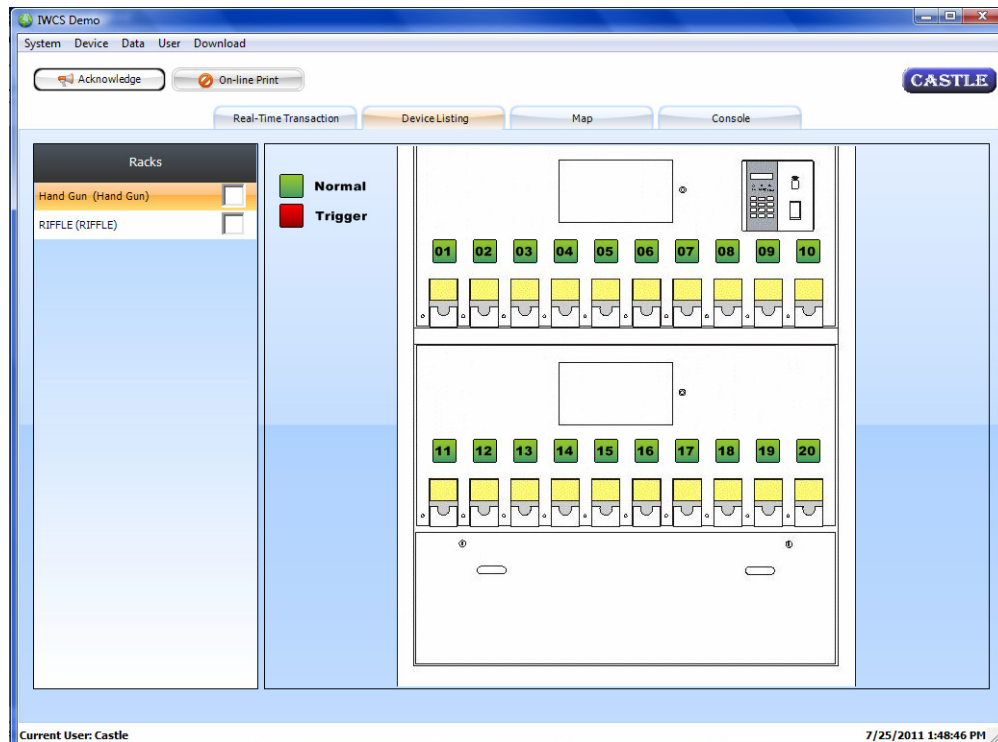 IWCS Demo
System Device Data User Download
Acknowledge On-line Print CASTLE
Real-Time Transaction Device Listing Map Console
Racks
Hand Gun (Hand Gun)
RIFFLE (RIFFLE)
Normal
Trigger
01 02 03 04 05 06 07 08 09 10
11 12 13 14 15 16 17 18 19 20
Current User: Castle 7/25/2011 1:48:46 PM